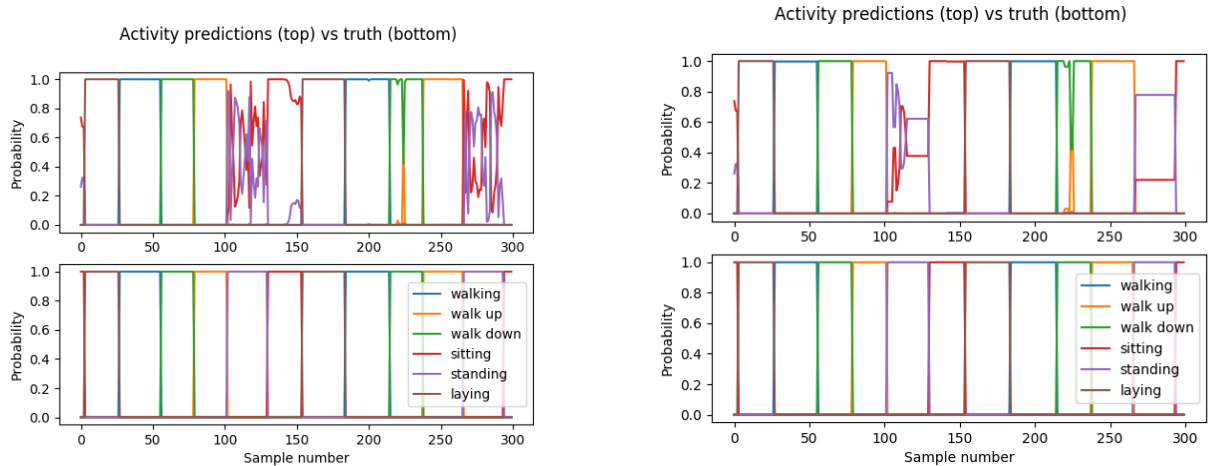 Activity predictions (top) vs truth (bottom)
Probability
1.0
0.8
0.6
0.4
0.2
0.0
0 50 100 150 200 250 300
Probability
1.0
0.8
0.6
0.4
0.2
0.0
walking
walk up
walk down
sitting
standing
laying
0 50 100 150 200 250 300
Sample number
Activity predictions (top) vs truth (bottom)
Probability
1.0
0.8
0.6
0.4
0.2
0.0
0 50 100 150 200 250 300
Probability
1.0
0.8
0.6
0.4
0.2
0.0
walking
walk up
walk down
sitting
standing
laying
0 50 100 150 200 250 300
Sample number